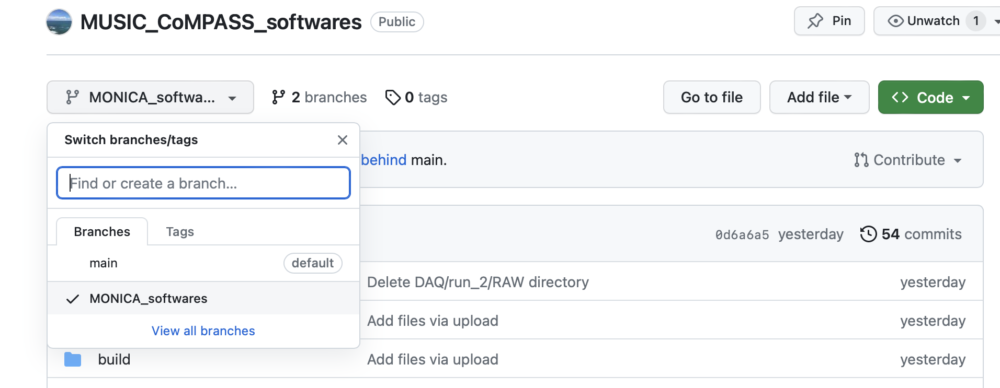 MUSIC_CoMPASS_softwares Public Pin Unwatch 1
MONICA_softwa... 2 branches 0 tags Go to file Add file Code
Switch branches/tags
behind main. Contribute
Find or create a branch...
Branches Tags
0d6a6a5 yesterday 54 commits
main default
Delete DAQ/run_2/RAW directory yesterday
MONICA_softwares
Add files via upload yesterday
View all branches
build Add files via upload yesterday